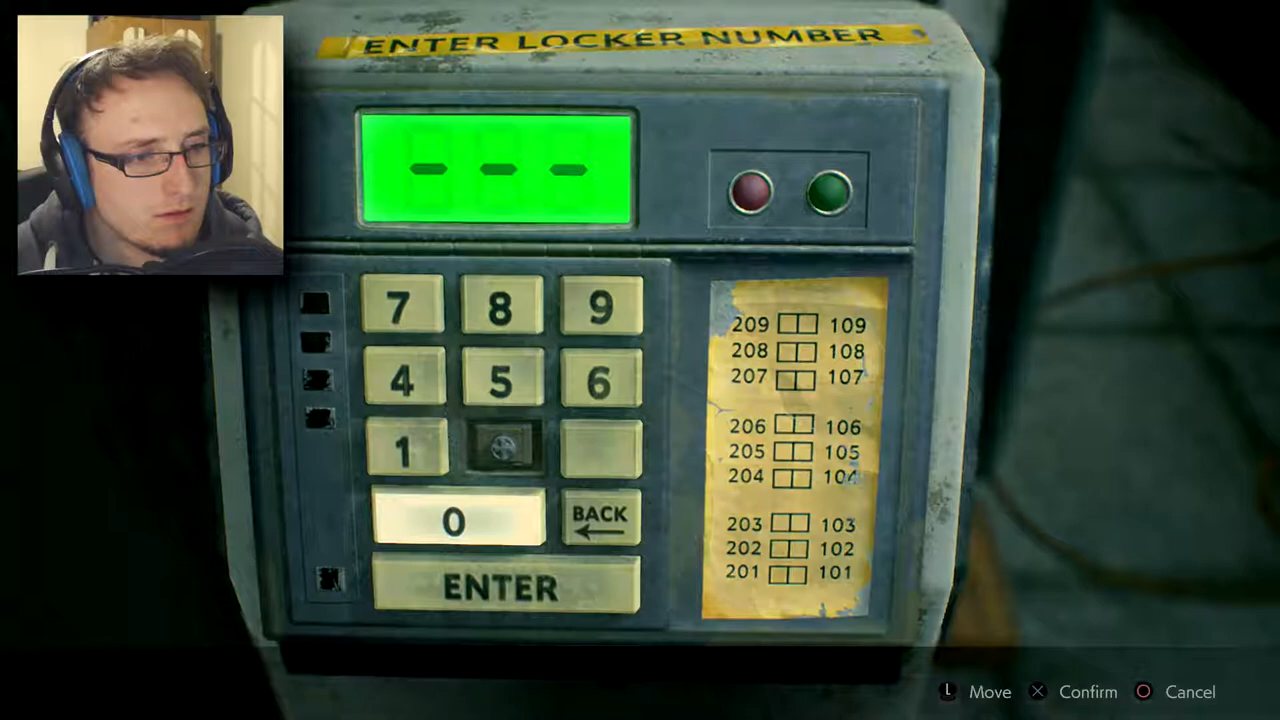 ENTER LOCKER NUMBER
7 8 9
4 5 6
1
0 BACK
ENTER
209 109
208 108
207 107
206 106
205 105
204 104
203 103
202 102
201 101
L Move Confirm Cancel